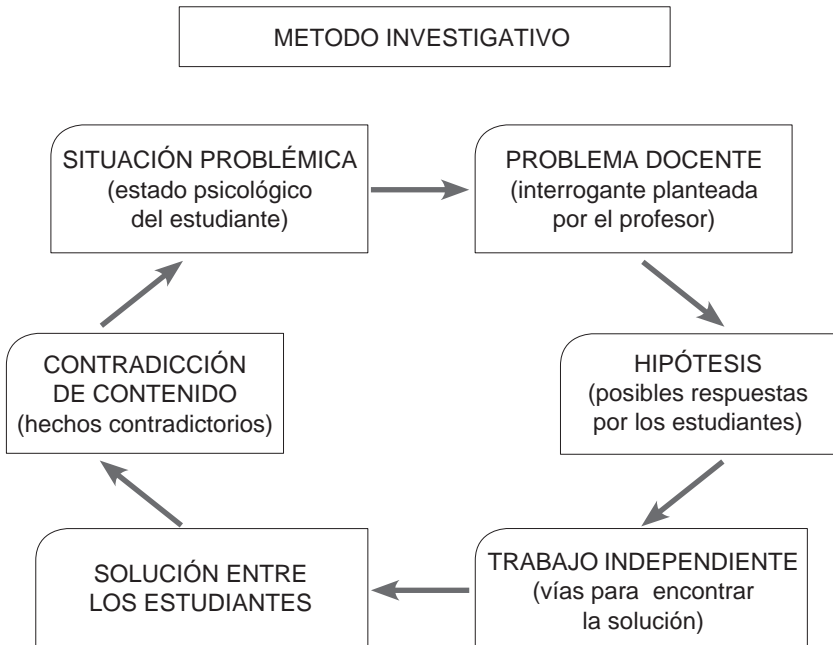 METODO INVESTIGATIVO
SITUACIÓN PROBLÉMICA
(estado psicológico
del estudiante)
PROBLEMA DOCENTE
(interrogante planteada
por el profesor)
CONTRADICCIÓN
DE CONTENIDO
(hechos contradictorios)
HIPÓTESIS
(posibles respuestas
por los estudiantes)
SOLUCIÓN ENTRE
LOS ESTUDIANTES
TRABAJO INDEPENDIENTE
(vías para encontrar
la solución)